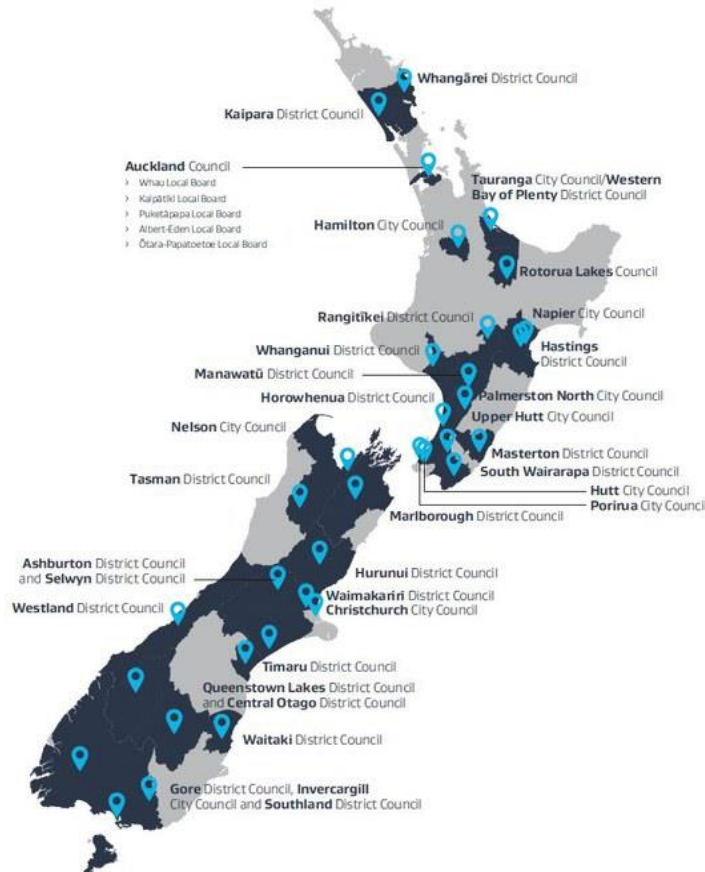 Whangārei District Council
Kaipara District Council
Auckland Council
› Whau Local Board
› Kaipātiki Local Board
› Puketāpapa Local Board
› Albert-Eden Local Board
› Ōtara-Papatoetoe Local Board
Tauranga City Council/Western
Bay of Plenty District Council
Hamilton City Council
Rotorua Lakes Council
Rangitīkei District Council
Napier City Council
Whanganui District Council
Hastings
District Council
Manawatū District Council
Palmerston North City Council
Horowhenua District Council
Upper Hutt City Council
Nelson City Council
Masterton District Council
Tasman District Council
South Wairarapa District Council
Hutt City Council
Porirua City Council
Marlborough District Council
Ashburton District Council
and Selwyn District Council
Hurunui District Council
Westland District Council
Waimakariri District Council
Christchurch City Council
Timaru District Council
Queenstown Lakes District Council
and Central Otago District Council
Waitaki District Council
Gore District Council, Invercargill
City Council and Southland District Council